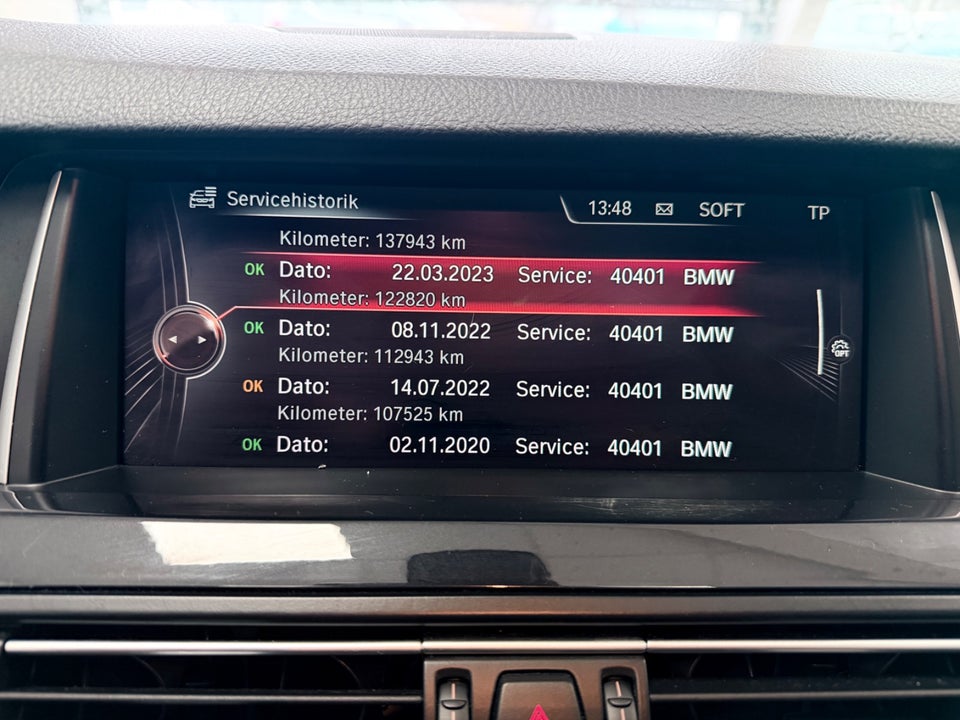 Servicehistorik 13:48 SOFT TP
Kilometer: 137943 km
OK Dato: 22.03.2023 Service: 40401 BMW
Kilometer: 122820 km
OK Dato: 08.11.2022 Service: 40401 BMW
Kilometer: 112943 km
OPT
OK Dato: 14.07.2022 Service: 40401 BMW
Kilometer: 107525 km
OK Dato: 02.11.2020 Service: 40401 BMW